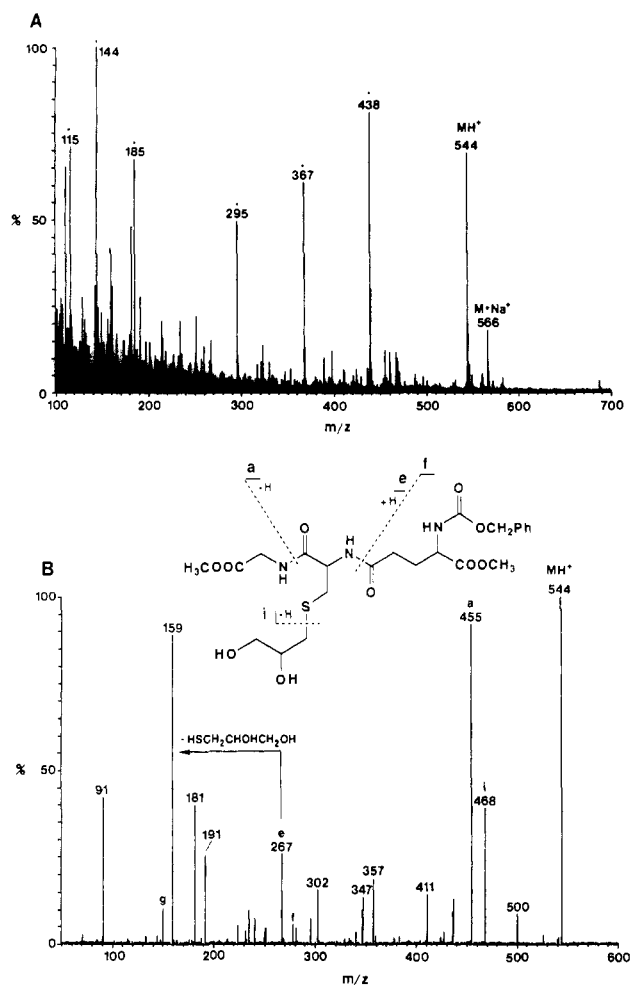 A
100
144
438
MH+
544
115
185
367
295
50
%
M+Na+
566
0
100
200
300
400
500
600
700
m/z
a
- H
e
+ H
f
O
HN
O
OCH2Ph
O
H
N
H3COOC
N
H
O
COOCH3
S
i
- H
HO
OH
B
MH+
544
100
a
455
159
- HSCH2CHOHCH2OH
50
%
91
181
191
e
267
i
468
g
f
302
347
357
411
500
0
100
200
300
400
500
600
m/z